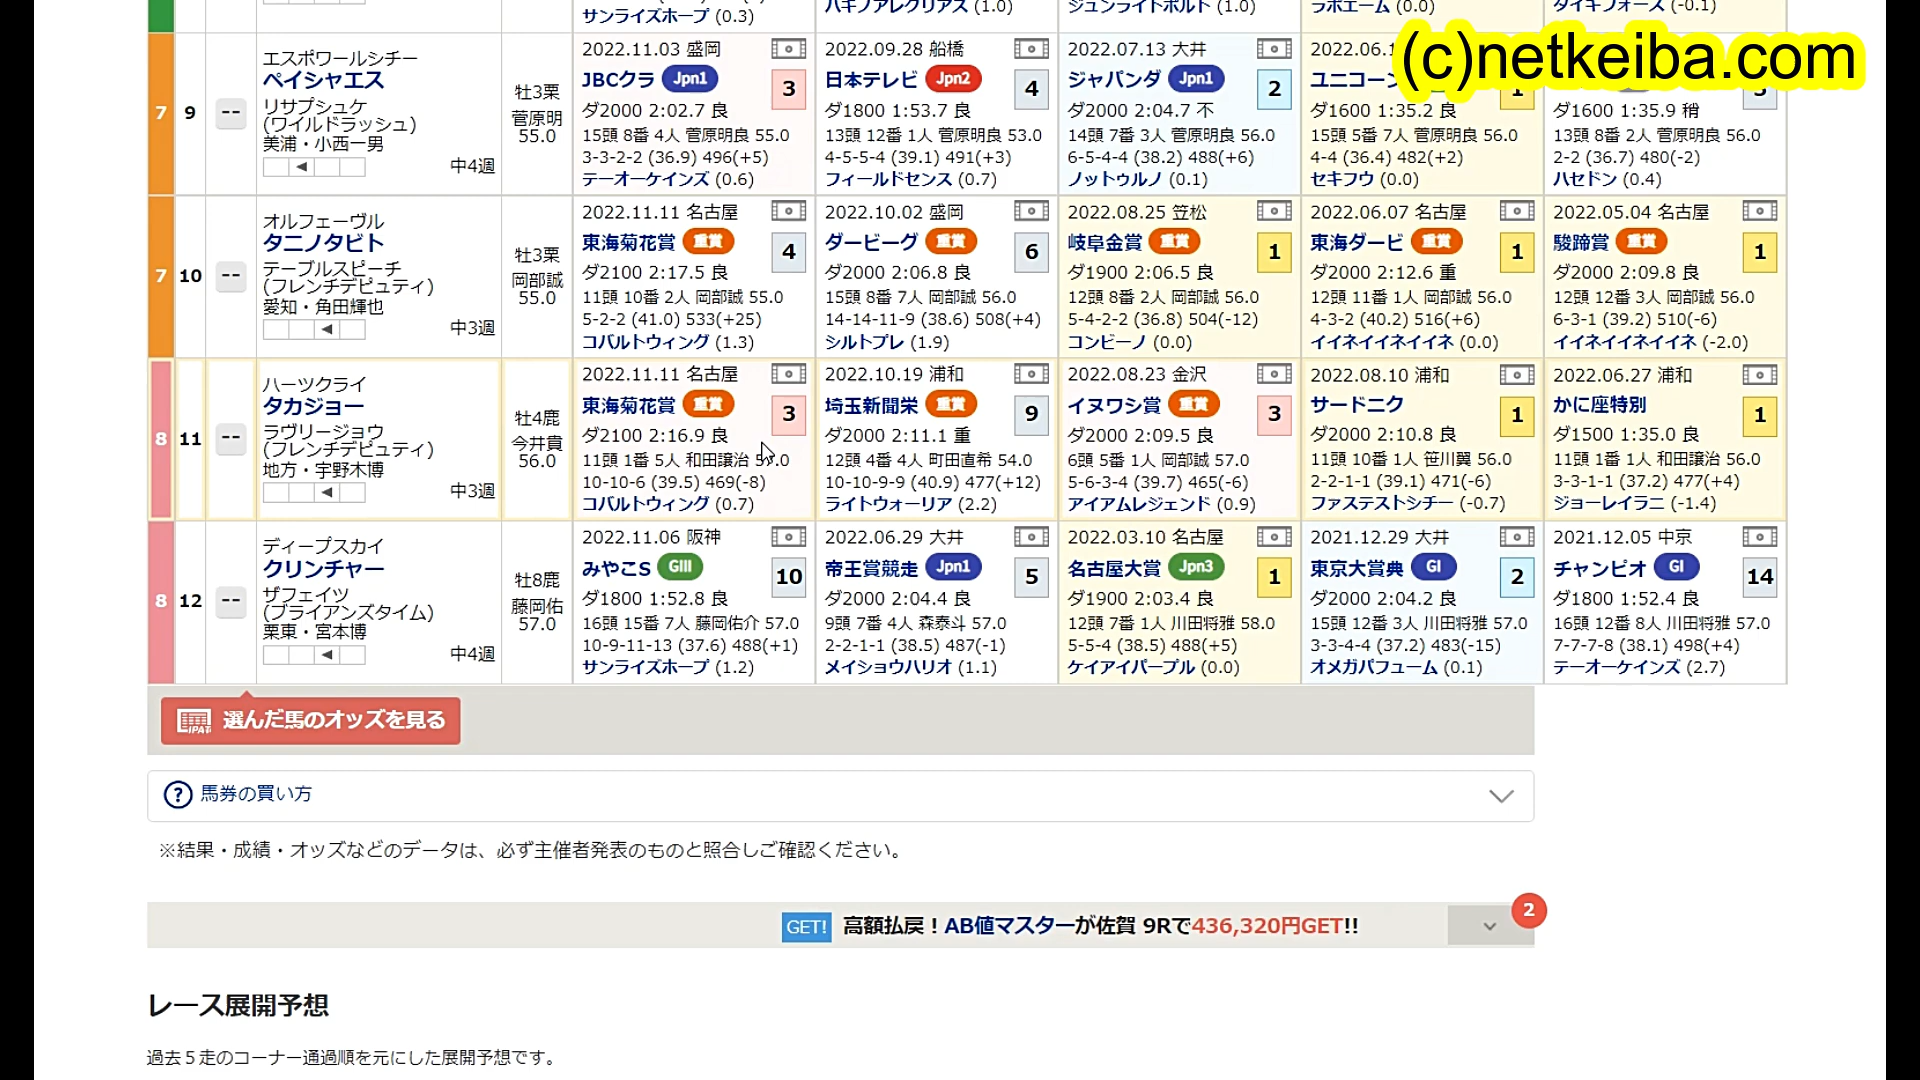 サンライズホープ (0.3)
ハギノアレグリアス (1.0)
ジュンライトボルト (1.0)
ラポエーム (0.0)
タイキフォース (-0.1)
(c)netkeiba.com
7 9 --
エスポワールシチー
ペイシャエス
リサプシュケ
(ワイルドラッシュ)
美浦・小西一男
中4週
牡3栗
菅原明
55.0
2022.11.03 盛岡
JBCクラ Jpn1 3
ダ2000 2:02.7 良
15頭 8番 4人 菅原明良 55.0
3-3-2-2 (36.9) 496(+5)
テーオーケインズ (0.6)
2022.09.28 船橋
日本テレビ Jpn2 4
ダ1800 1:53.7 良
13頭 12番 1人 菅原明良 53.0
4-5-5-4 (39.1) 491(+3)
フィールドセンス (0.7)
2022.07.13 大井
ジャパンダ Jpn1 2
ダ2000 2:04.7 不
14頭 7番 3人 菅原明良 56.0
6-5-4-4 (38.2) 488(+6)
ノットゥルノ (0.1)
2022.06.1
ユニコーン 1
ダ1600 1:35.2 良
15頭 5番 7人 菅原明良 56.0
4-4 (36.4) 482(+2)
セキフウ (0.0)
ダ1600 1:35.9 稍
13頭 8番 2人 菅原明良 56.0
2-2 (36.7) 480(-2)
ハセドン (0.4)
7 10 --
オルフェーヴル
タニノタビト
テーブルスピーチ
(フレンチデピュティ)
愛知・角田輝也
中3週
牡3栗
岡部誠
55.0
2022.11.11 名古屋
東海菊花賞 重賞 4
ダ2100 2:17.5 良
11頭 10番 2人 岡部誠 55.0
5-2-2 (41.0) 533(+25)
コバルトウィング (1.3)
2022.10.02 盛岡
ダービーグ 重賞 6
ダ2000 2:06.8 良
15頭 8番 7人 岡部誠 56.0
14-14-11-9 (38.6) 508(+4)
シルトプレ (1.9)
2022.08.25 笠松
岐阜金賞 重賞 1
ダ1900 2:06.5 良
12頭 8番 2人 岡部誠 56.0
5-4-2-2 (36.8) 504(-12)
コンビーノ (0.0)
2022.06.07 名古屋
東海ダービ 重賞 1
ダ2000 2:12.6 重
12頭 11番 1人 岡部誠 56.0
4-3-2 (40.2) 516(+6)
イイネイイネイイネ (0.0)
2022.05.04 名古屋
駿蹄賞 重賞 1
ダ2000 2:09.8 良
12頭 12番 3人 岡部誠 56.0
6-3-1 (39.2) 510(-6)
イイネイイネイイネ (-2.0)
8 11 --
ハーツクライ
タカジョー
ラヴリージョウ
(フレンチデピュティ)
地方・宇野木博
中3週
牡4鹿
今井貴
56.0
2022.11.11 名古屋
東海菊花賞 重賞 3
ダ2100 2:16.9 良
11頭 1番 5人 和田譲治 5 .0
10-10-6 (39.5) 469(-8)
コバルトウィング (0.7)
2022.10.19 浦和
埼玉新聞栄 重賞 9
ダ2000 2:11.1 重
12頭 4番 4人 町田直希 54.0
10-10-9-9 (40.9) 477(+12)
ライトウォーリア (2.2)
2022.08.23 金沢
イヌワシ賞 重賞 3
ダ2000 2:09.5 良
6頭 5番 1人 岡部誠 57.0
5-6-3-4 (39.7) 465(-6)
アイアムレジェンド (0.9)
2022.08.10 浦和
サードニク 1
ダ2000 2:10.8 良
11頭 10番 1人 笹川翼 56.0
2-2-1-1 (39.1) 471(-6)
ファステストシチー (-0.7)
2022.06.27 浦和
かに座特別 1
ダ1500 1:35.0 良
11頭 1番 1人 和田譲治 56.0
3-3-1-1 (37.2) 477(+4)
ジョーレイラニ (-1.4)
8 12 --
ディープスカイ
クリンチャー
ザフェイツ
(ブライアンズタイム)
栗東・宮本博
中4週
牡8鹿
藤岡佑
57.0
2022.11.06 阪神
みやこS GIII 10
ダ1800 1:52.8 良
16頭 15番 7人 藤岡佑介 57.0
10-9-11-13 (37.6) 488(+1)
サンライズホープ (1.2)
2022.06.29 大井
帝王賞競走 Jpn1 5
ダ2000 2:04.4 良
9頭 7番 4人 森泰斗 57.0
2-2-1-1 (38.5) 487(-1)
メイショウハリオ (1.1)
2022.03.10 名古屋
名古屋大賞 Jpn3 1
ダ1900 2:03.4 良
12頭 7番 1人 川田将雅 58.0
5-5-4 (38.5) 488(+5)
ケイアイパープル (0.0)
2021.12.29 大井
東京大賞典 GI 2
ダ2000 2:04.2 良
15頭 12番 3人 川田将雅 57.0
3-3-4-4 (37.2) 483(-15)
オメガパフューム (0.1)
2021.12.05 中京
チャンピオ GI 14
ダ1800 1:52.4 良
16頭 12番 8人 川田将雅 57.0
7-7-7-8 (38.1) 498(+4)
テーオーケインズ (2.7)
IPAT 選んだ馬のオッズを見る
? 馬券の買い方
※結果・成績・オッズなどのデータは、必ず主催者発表のものと照合しご確認ください。
GET! 高額払戻！AB値マスターが佐賀 9Rで436,320円GET!! 2
レース展開予想
過去５走のコーナー通過順を元にした展開予想です。